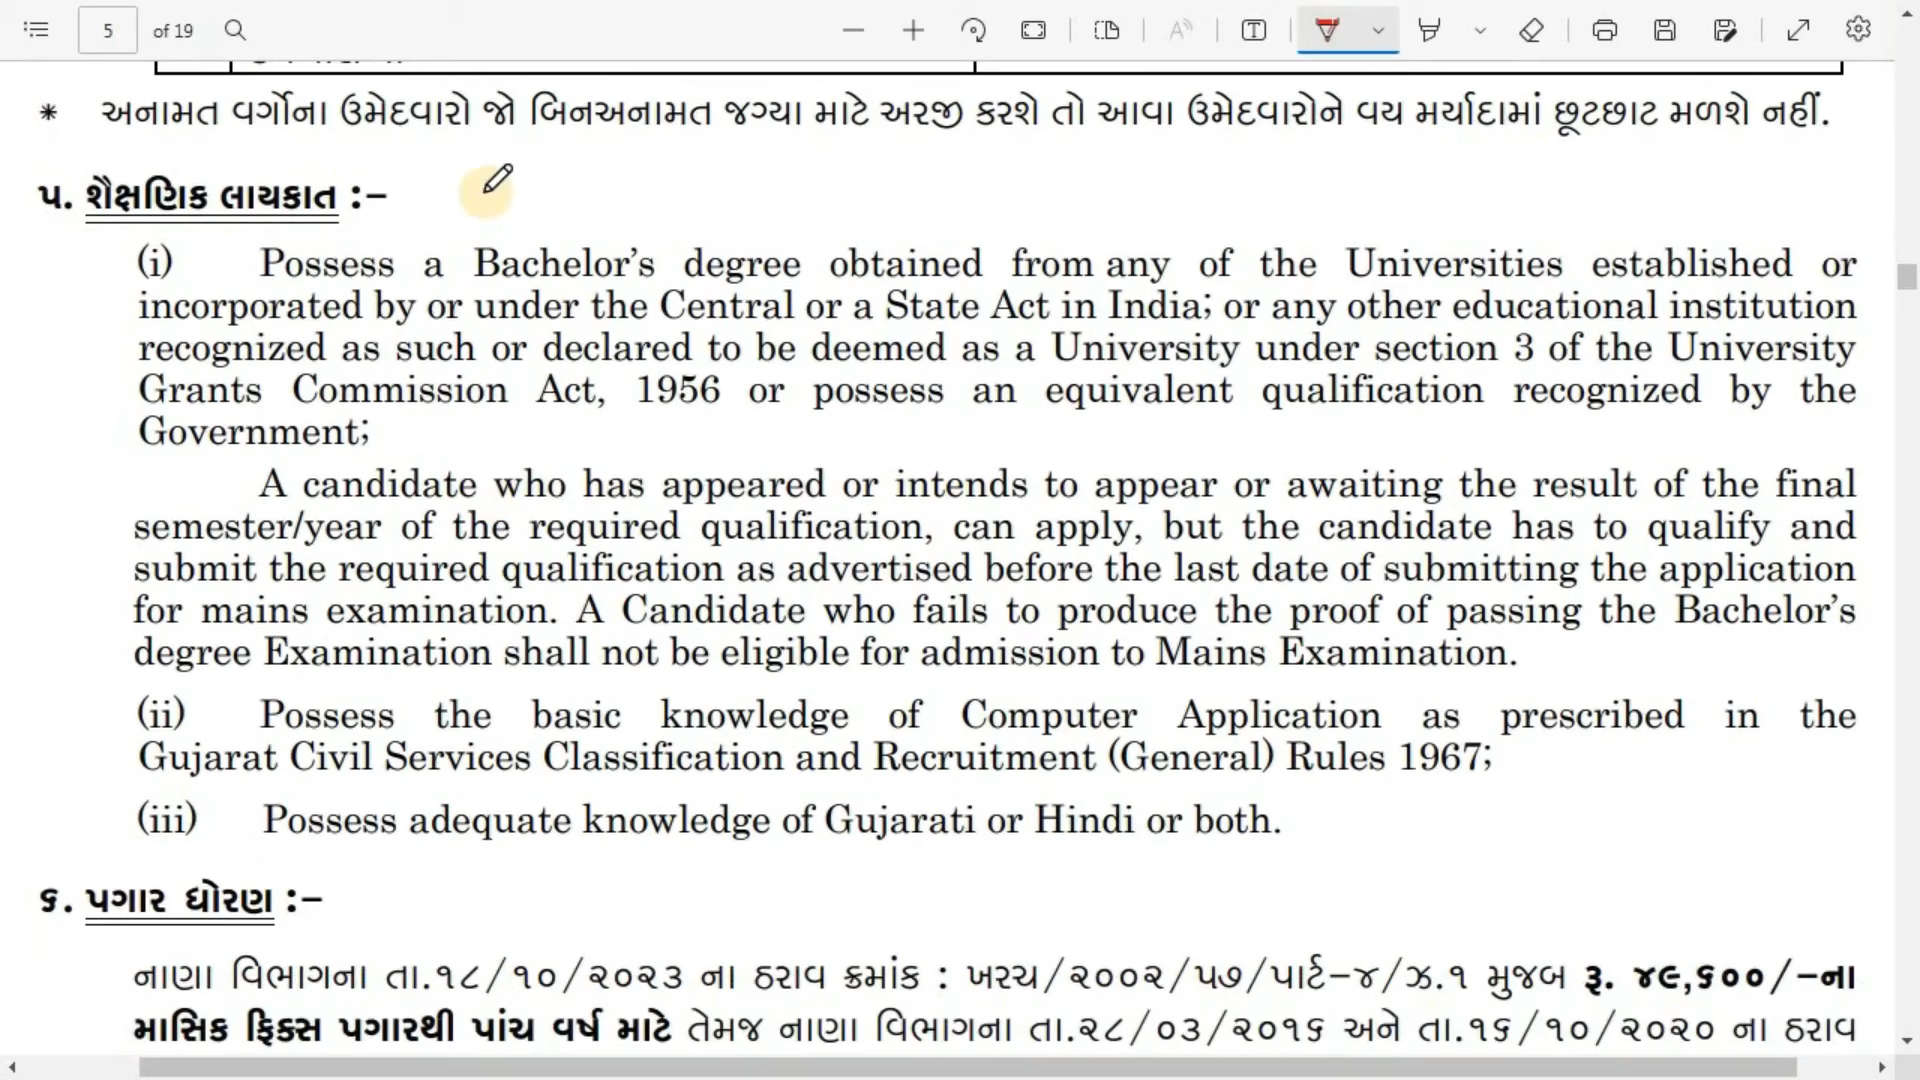 5 of 19
* અનામત વર્ગોના ઉમેદવારો જો બિનઅનામત જગ્યા માટે અરજી કરશે તો આવા ઉમેદવારોને વય મર્યાદામાં છૂટછાટ મળશે નહીં.
૫. શૈક્ષણિક લાયકાત :–
(i) Possess a Bachelor's degree obtained from any of the Universities established or
incorporated by or under the Central or a State Act in India; or any other educational institution
recognized as such or declared to be deemed as a University under section 3 of the University
Grants Commission Act, 1956 or possess an equivalent qualification recognized by the
Government;
A candidate who has appeared or intends to appear or awaiting the result of the final
semester/year of the required qualification, can apply, but the candidate has to qualify and
submit the required qualification as advertised before the last date of submitting the application
for mains examination. A Candidate who fails to produce the proof of passing the Bachelor's
degree Examination shall not be eligible for admission to Mains Examination.
(ii) Possess the basic knowledge of Computer Application as prescribed in the
Gujarat Civil Services Classification and Recruitment (General) Rules 1967;
(iii) Possess adequate knowledge of Gujarati or Hindi or both.
૬. પગાર ધોરણ :–
નાણા વિભાગના તા.૧૮/૧૦/૨૦૨૩ ના ઠરાવ ક્રમાંક : ખરચ/૨૦૦૨/૫૭/પાર્ટ–૪/ઝ.૧ મુજબ રૂ. ૪૯,૬૦૦/–ના
માસિક ફિક્સ પગારથી પાંચ વર્ષ માટે તેમજ નાણા વિભાગના તા.૨૮/૦૩/૨૦૧૬ અને તા.૧૬/૧૦/૨૦૨૦ ના ઠરાવ